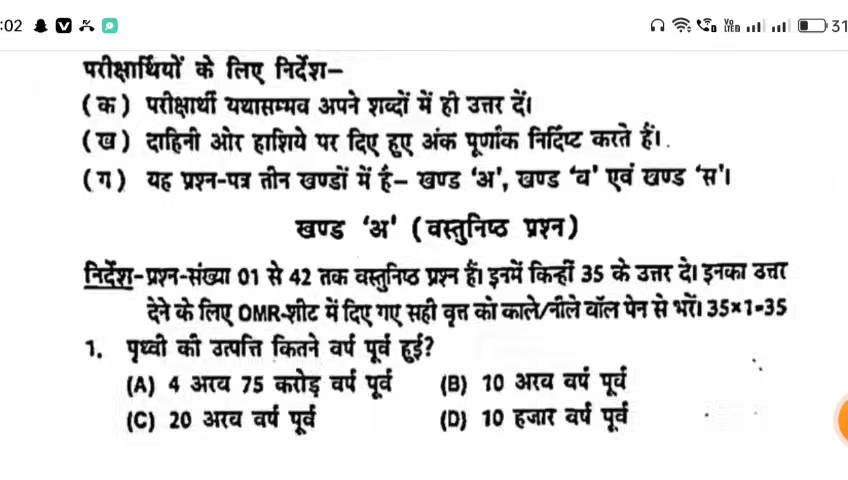 :02 31
परीक्षार्थियों के लिए निर्देश–
(क) परीक्षार्थी यथासम्भव अपने शब्दों में ही उत्तर दें।
(ख) दाहिनी ओर हाशिये पर दिए हुए अंक पूर्णांक निर्दिष्ट करते हैं।
(ग) यह प्रश्न-पत्र तीन खण्डों में है– खण्ड 'अ', खण्ड 'ब' एवं खण्ड 'स'।
खण्ड 'अ' (वस्तुनिष्ठ प्रश्न)
निर्देश–प्रश्न-संख्या 01 से 42 तक वस्तुनिष्ठ प्रश्न हैं। इनमें किन्हीं 35 के उत्तर दे। इनका उत्तर
देने के लिए OMR-शीट में दिए गए सही वृत्त को काले/नीले बॉल पेन से भरें। 35×1=35
1. पृथ्वी की उत्पत्ति कितने वर्ष पूर्व हुई?
(A) 4 अरब 75 करोड़ वर्ष पूर्व (B) 10 अरब वर्ष पूर्व
(C) 20 अरब वर्ष पूर्व (D) 10 हजार वर्ष पूर्व